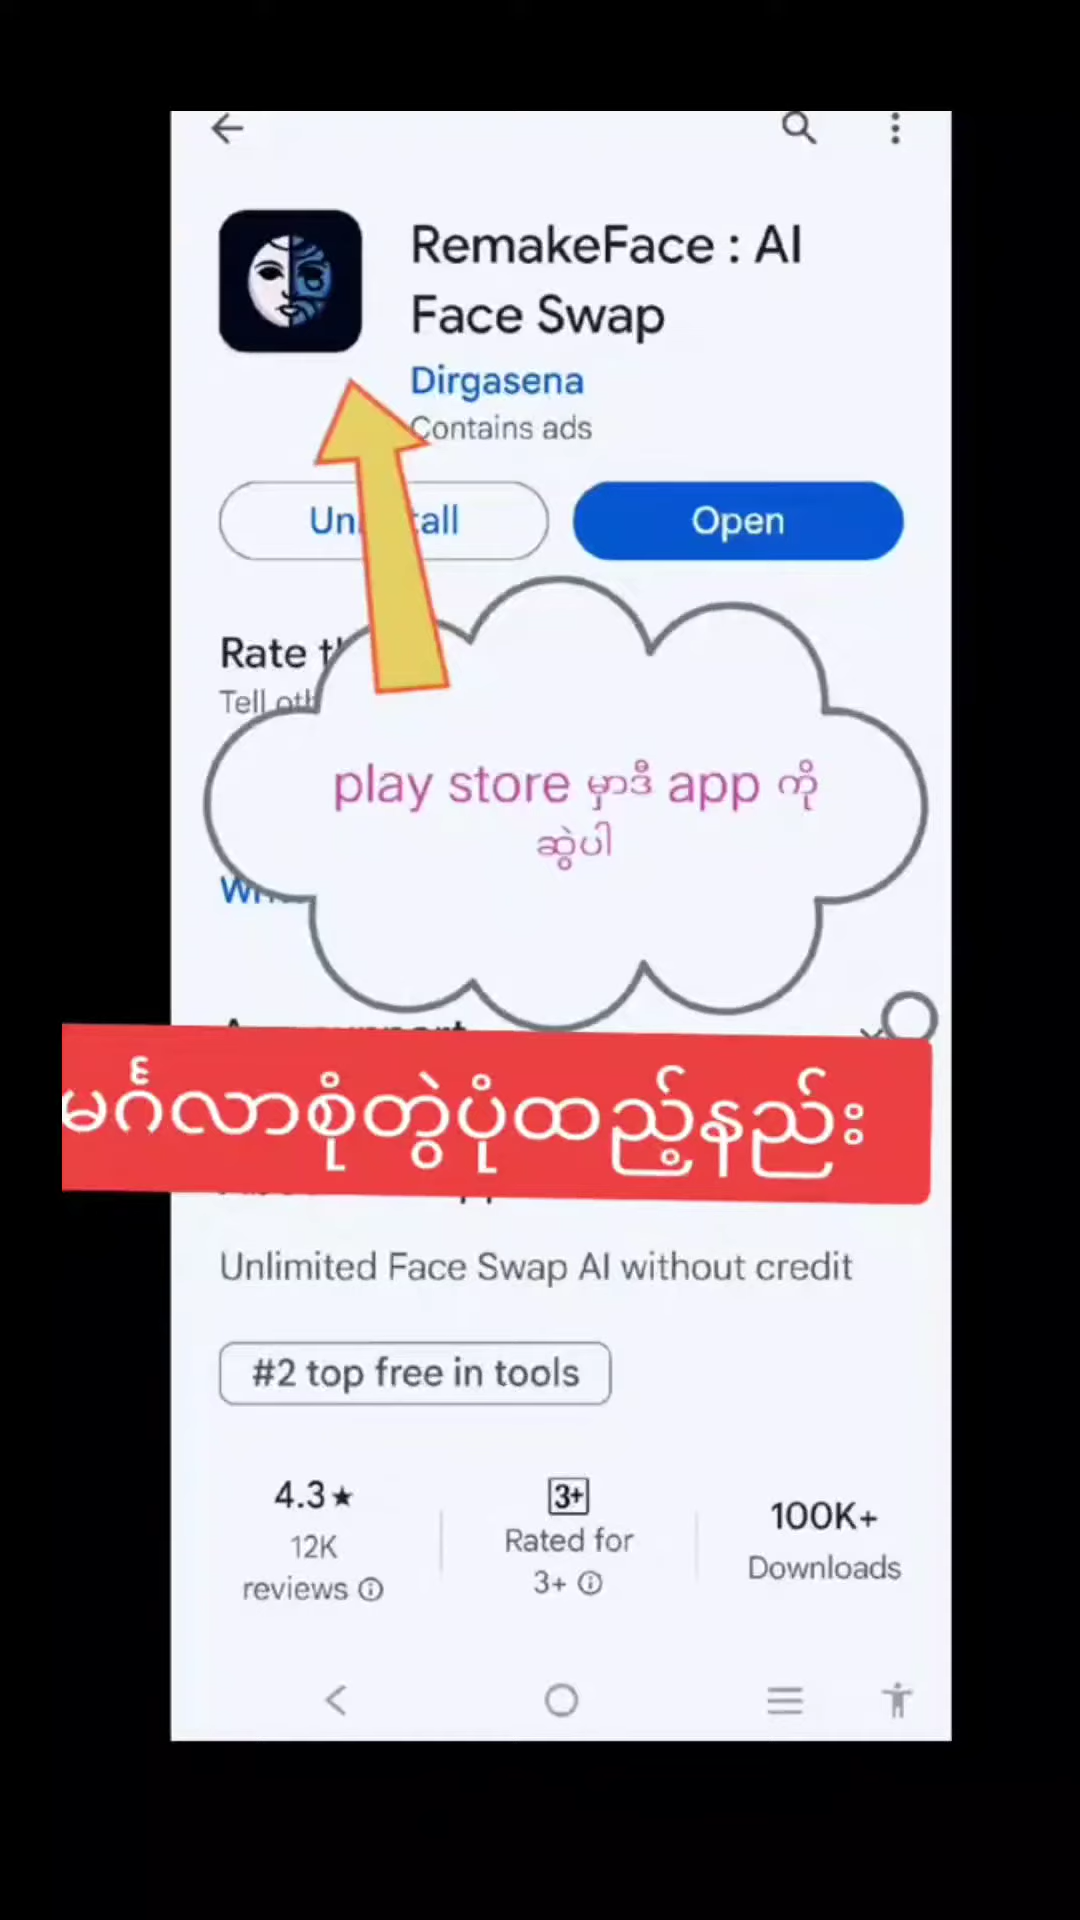 RemakeFace : AI
Face Swap
Dirgasena
Contains ads
Open
Rate
play store မှာဒီ app ကို
ဆွဲပါ
မင်္ဂလာစုံတွဲပုံထည့်နည်း
Unlimited Face Swap AI without credit
#2 top free in tools
4.3★
12K
reviews
3+
Rated for
3+
100K+
Downloads